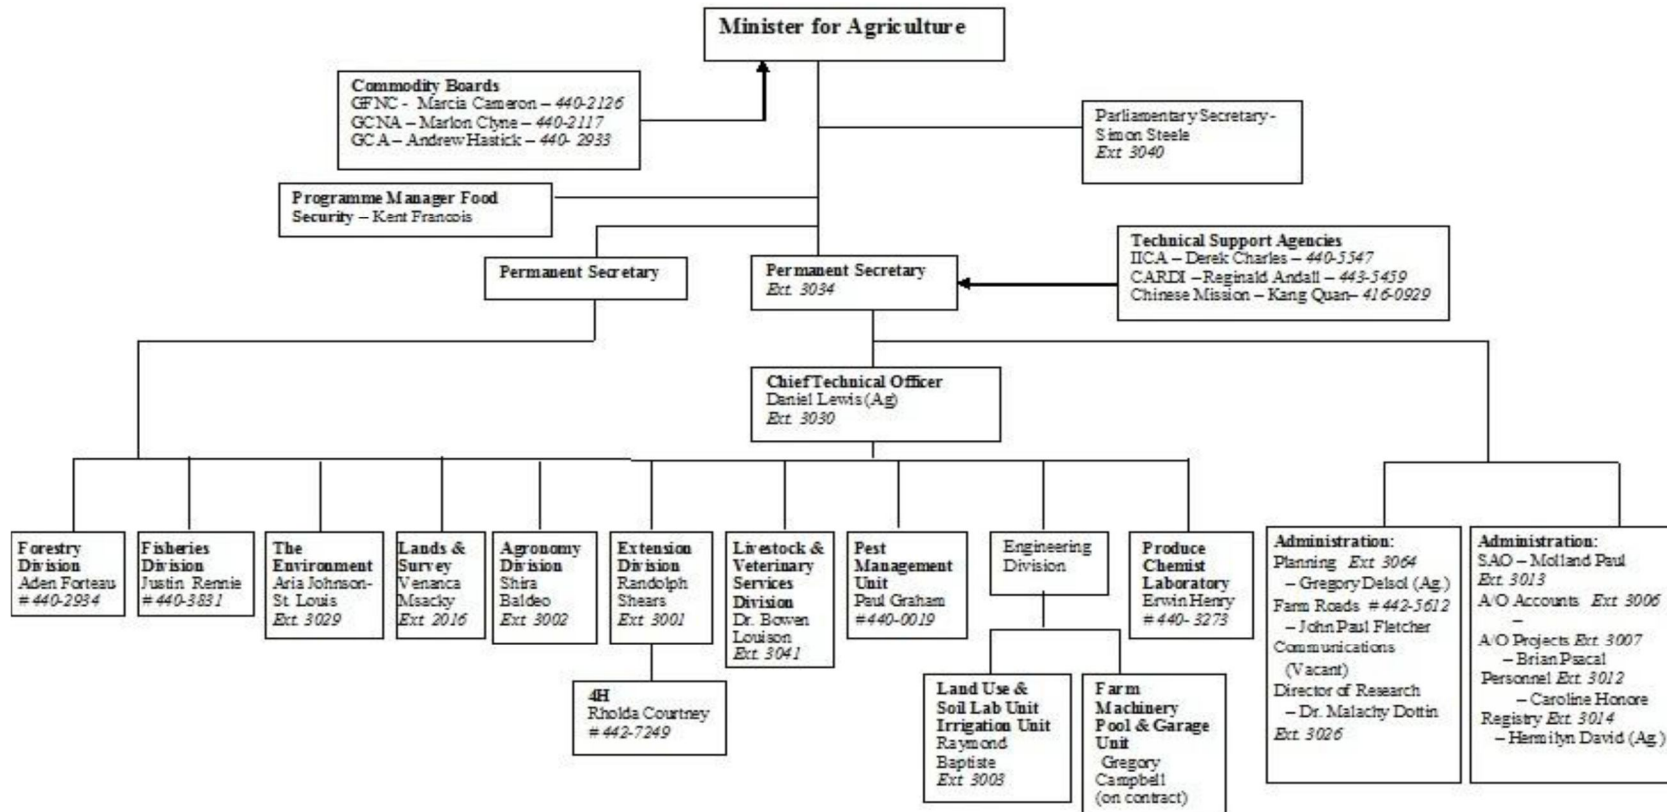 Minister for Agriculture
Commodity Boards
GFNC - Marcia Cameron – 440-2126
GCNA – Marlon Clyne – 440-2117
GCA – Andrew Hastick – 440- 2933
Parliamentary Secretary -
Simon Steele
Ext. 3040
Programme Manager Food
Security – Kent Francois
Permanent Secretary
Permanent Secretary
Ext. 3034
Technical Support Agencies
IICA – Derek Charles – 440-5547
CARDI –Reginald Andall – 443-5459
Chinese Mission – Kang Quan– 416-0929
Chief Technical Officer
Daniel Lewis (Ag)
Ext. 3030
Forestry
Division
Aden Forteau
# 440-2934
Fisheries
Division
Justin Rennie
# 440-3831
The
Environment
Aria Johnson-
St. Louis
Ext. 3029
Lands &
Survey
Venanca
Msacky
Ext. 2016
Agronomy
Division
Shira
Baldeo
Ext. 3002
Extension
Division
Randolph
Shears
Ext. 3001
Livestock &
Veterinary
Services
Division
Dr. Bowen
Louison
Ext. 3041
Pest
Management
Unit
Paul Graham
#440-0019
Engineering
Division
Produce
Chemist
Laboratory
Erwin Henry
# 440- 3273
Administration:
Planning Ext. 3064
– Gregory Delsol (Ag.)
Farm Roads # 442-5612
– John Paul Fletcher
Communications
(Vacant)
Director of Research
– Dr. Malachy Dottin
Ext. 3026
Administration:
SAO – Molland Paul
Ext. 3013
A/O Accounts Ext. 3006
–
A/O Projects Ext. 3007
– Brian Psacal
Personnel Ext. 3012
– Caroline Honore
Registry Ext. 3014
– Hermilyn David (Ag.)
4H
Rholda Courtney
# 442-7249
Land Use &
Soil Lab Unit
Irrigation Unit
Raymond
Baptiste
Ext. 3003
Farm
Machinery
Pool & Garage
Unit
Gregory
Campbell
(on contract)